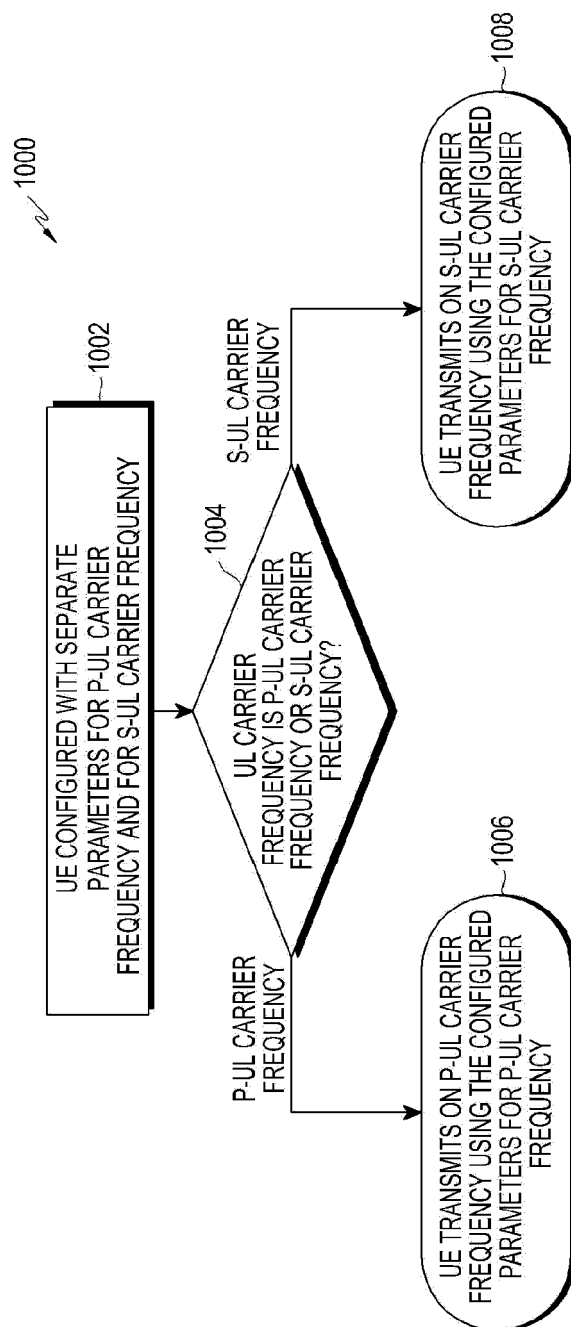 1000
1002
UE CONFIGURED WITH SEPARATE
PARAMETERS FOR P-UL CARRIER
FREQUENCY AND FOR S-UL CARRIER FREQUENCY
1004
UL CARRIER
FREQUENCY IS P-UL CARRIER
FREQUENCY OR S-UL CARRIER
FREQUENCY?
P-UL CARRIER
FREQUENCY
S-UL CARRIER
FREQUENCY
1006
UE TRANSMITS ON P-UL CARRIER
FREQUENCY USING THE CONFIGURED
PARAMETERS FOR P-UL CARRIER
FREQUENCY
1008
UE TRANSMITS ON S-UL CARRIER
FREQUENCY USING THE CONFIGURED
PARAMETERS FOR S-UL CARRIER
FREQUENCY